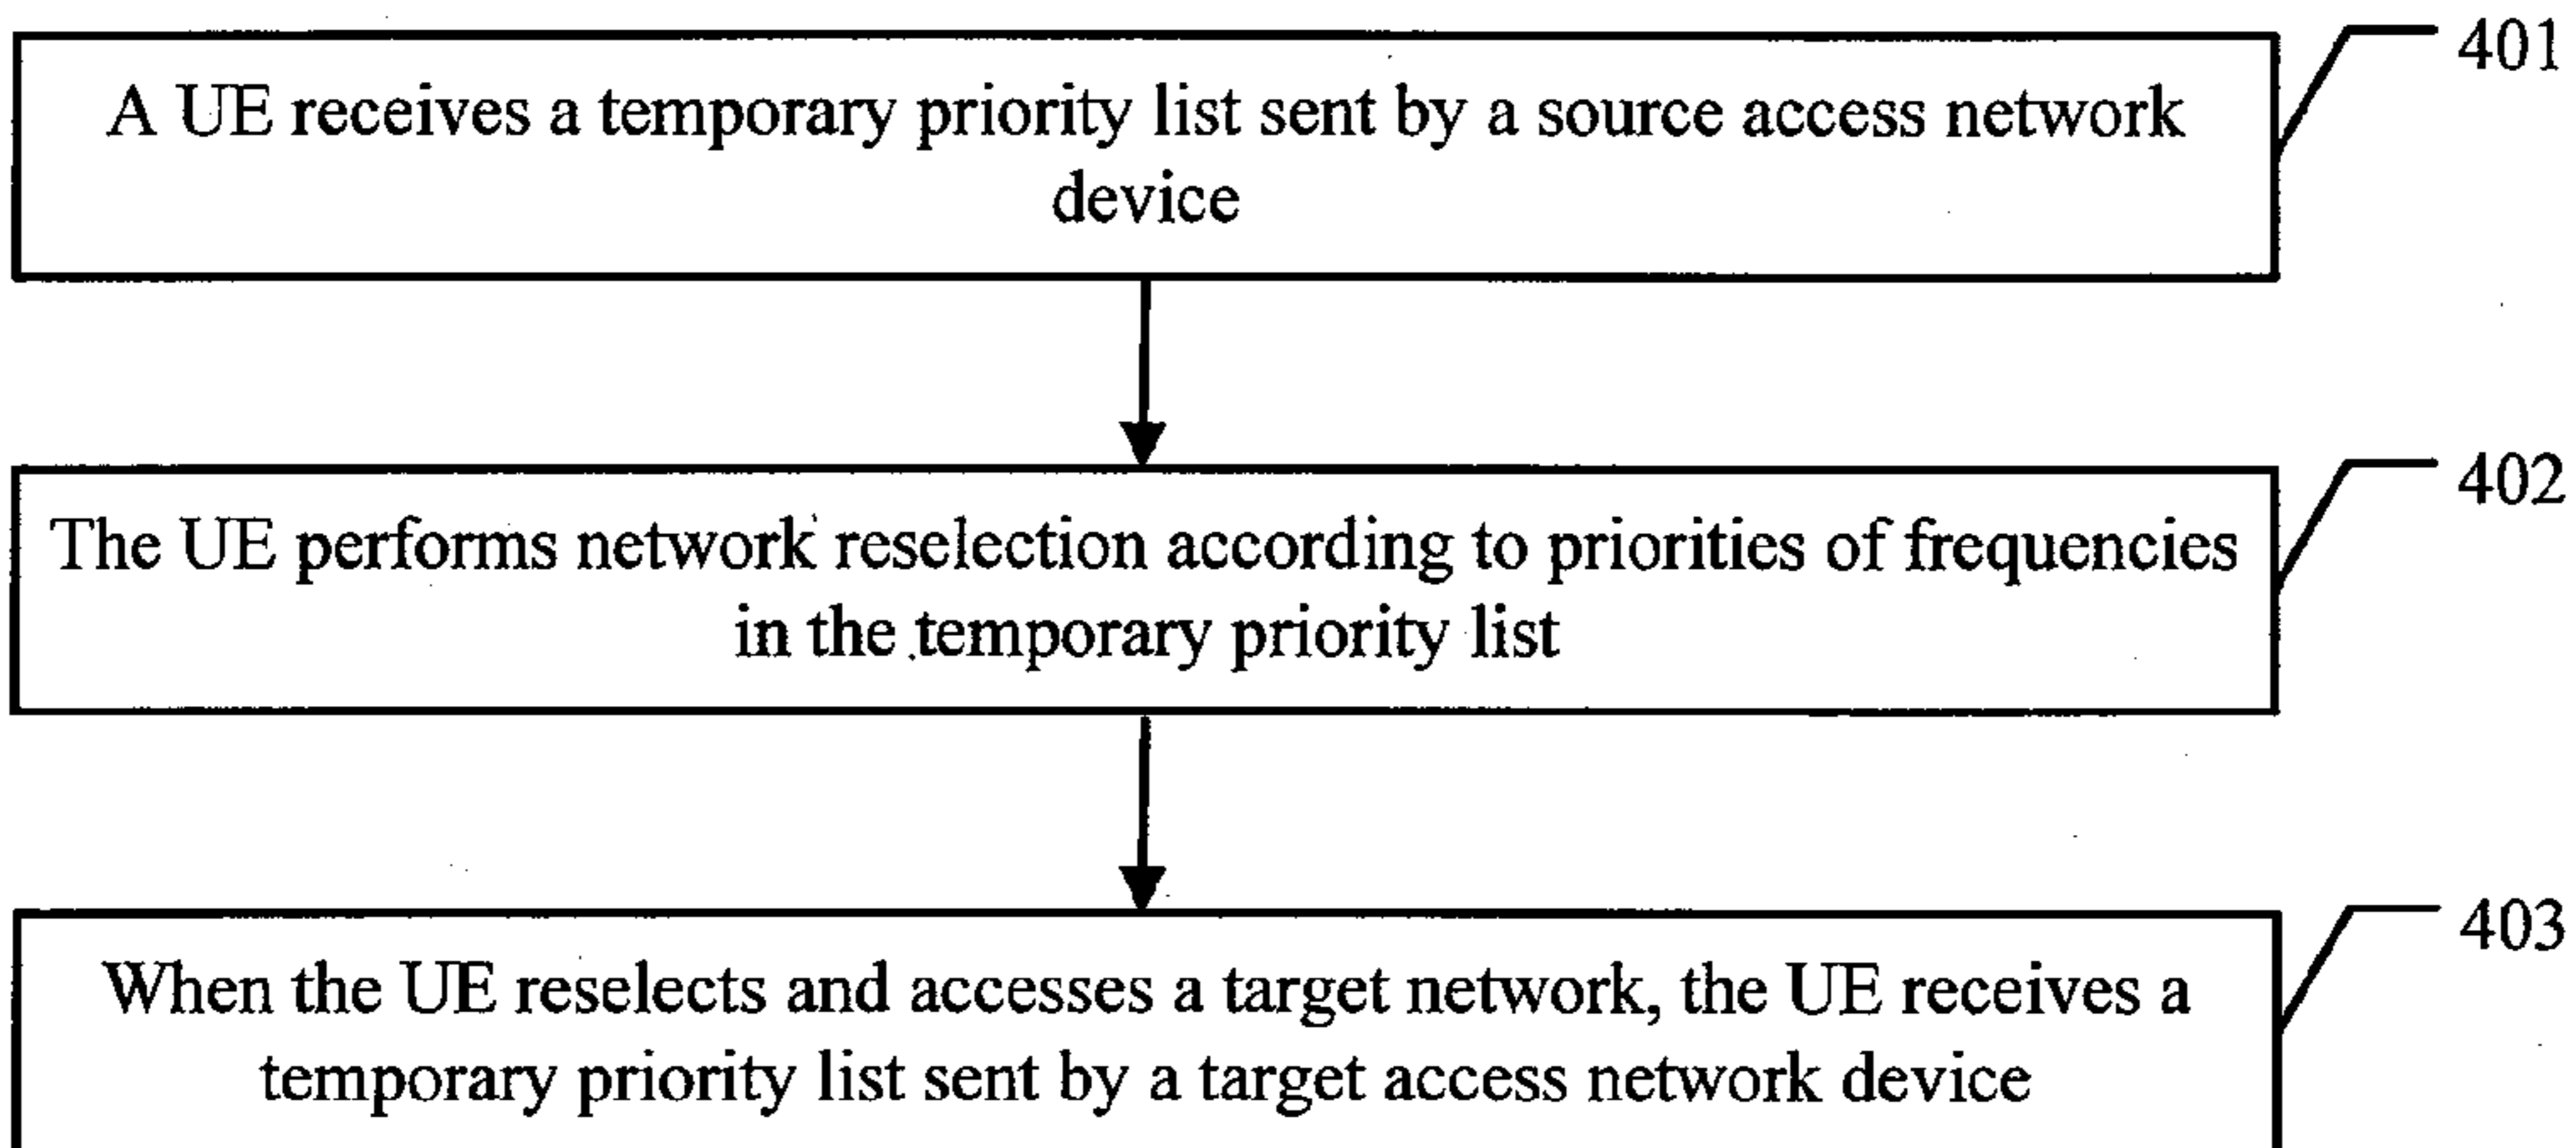 401
A UE receives a temporary priority list sent by a source access network
device
402
The UE performs network reselection according to priorities of frequencies
in the temporary priority list
403
When the UE reselects and accesses a target network, the UE receives a
temporary priority list sent by a target access network device